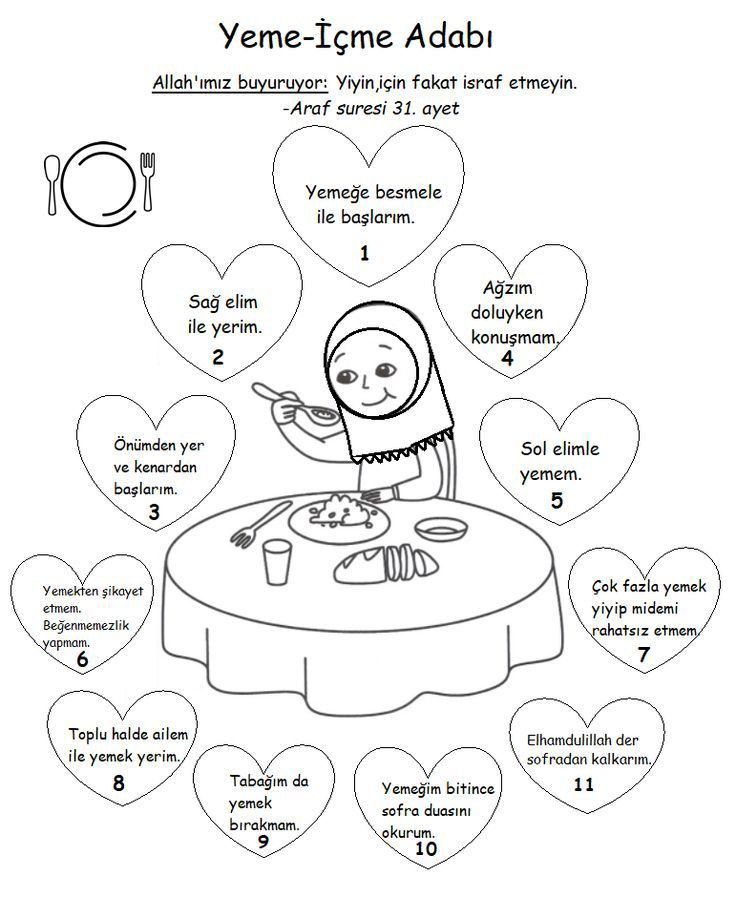 Yeme-İçme Adabı
Allah'ımız buyuruyor: Yiyin,için fakat israf etmeyin.
-Araf suresi 31. ayet
Yemeğe besmele
ile başlarım.
1
Sağ elim
ile yerim.
2
Önümden yer
ve kenardan
başlarım.
3
Ağzım
doluyken
konuşmam.
4
Sol elimle
yemem.
5
Yemekten şikayet
etmem.
Beğenmemezlik
yapmam.
6
Çok fazla yemek
yiyip midemi
rahatsız etmem.
7
Toplu halde ailem
ile yemek yerim.
8
Tabağım da
yemek
bırakmam.
9
Yemeğim bitince
sofra duasını
okurum.
10
Elhamdulillah der
sofradan kalkarım.
11